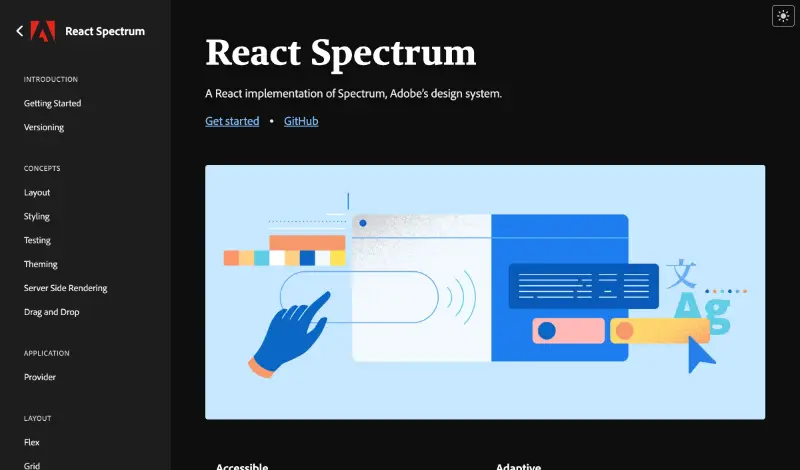 React Spectrum
INTRODUCTION
Getting Started
Versioning
CONCEPTS
Layout
Styling
Testing
Theming
Server Side Rendering
Drag and Drop
APPLICATION
Provider
LAYOUT
Flex
Grid
React Spectrum
A React implementation of Spectrum, Adobe's design system.
Get started • GitHub
文
Ag
Accessible
Adaptive